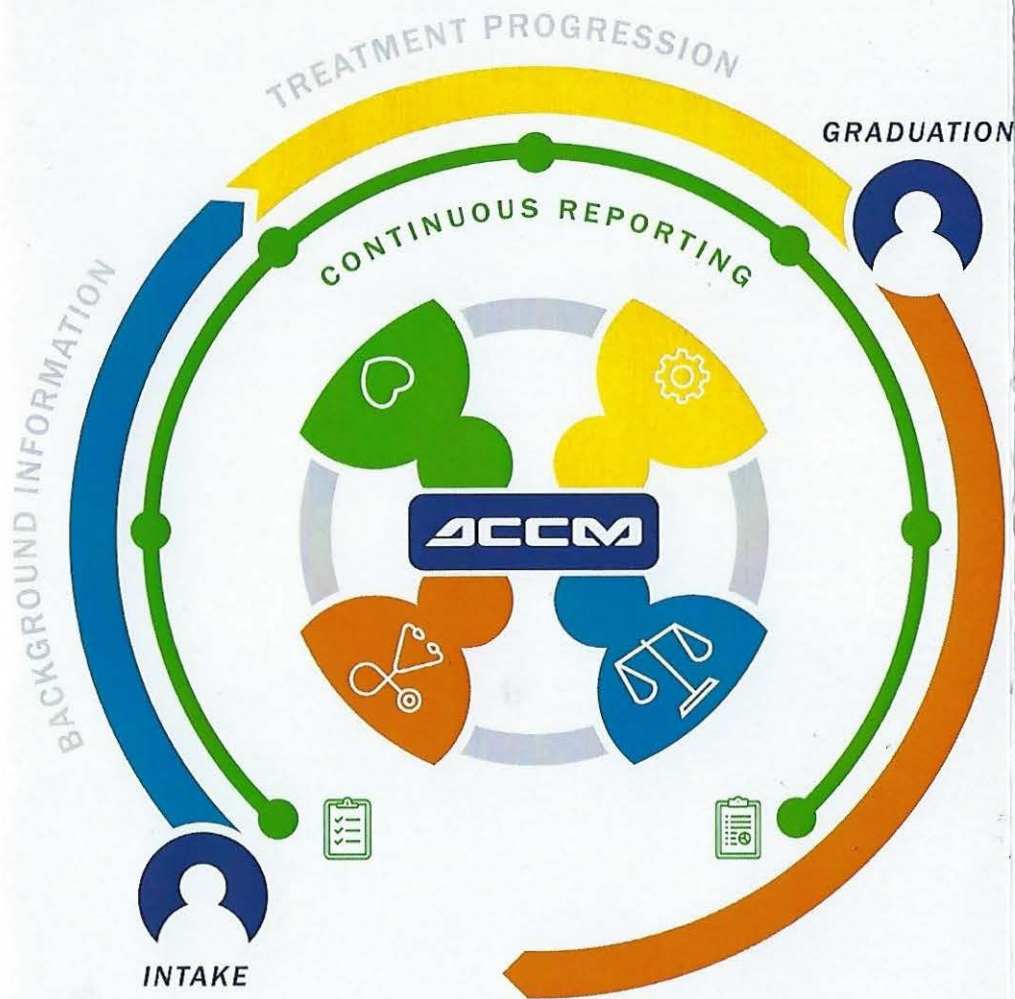 TREATMENT PROGRESSION
GRADUATION
CONTINUOUS REPORTING
BACKGROUND INFORMATION
ACCM
INTAKE